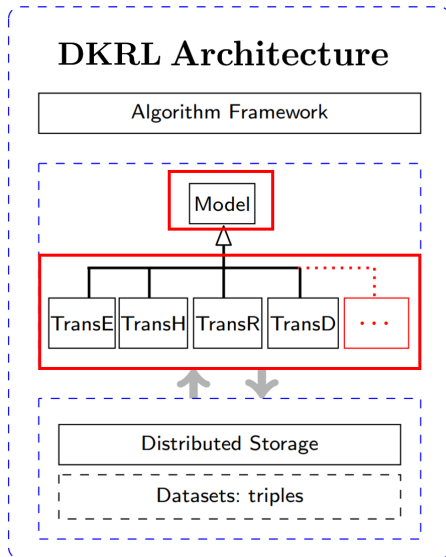 DKRL Architecture
Algorithm Framework
Model
TransE TransH TransR TransD ...
Distributed Storage
Datasets: triples